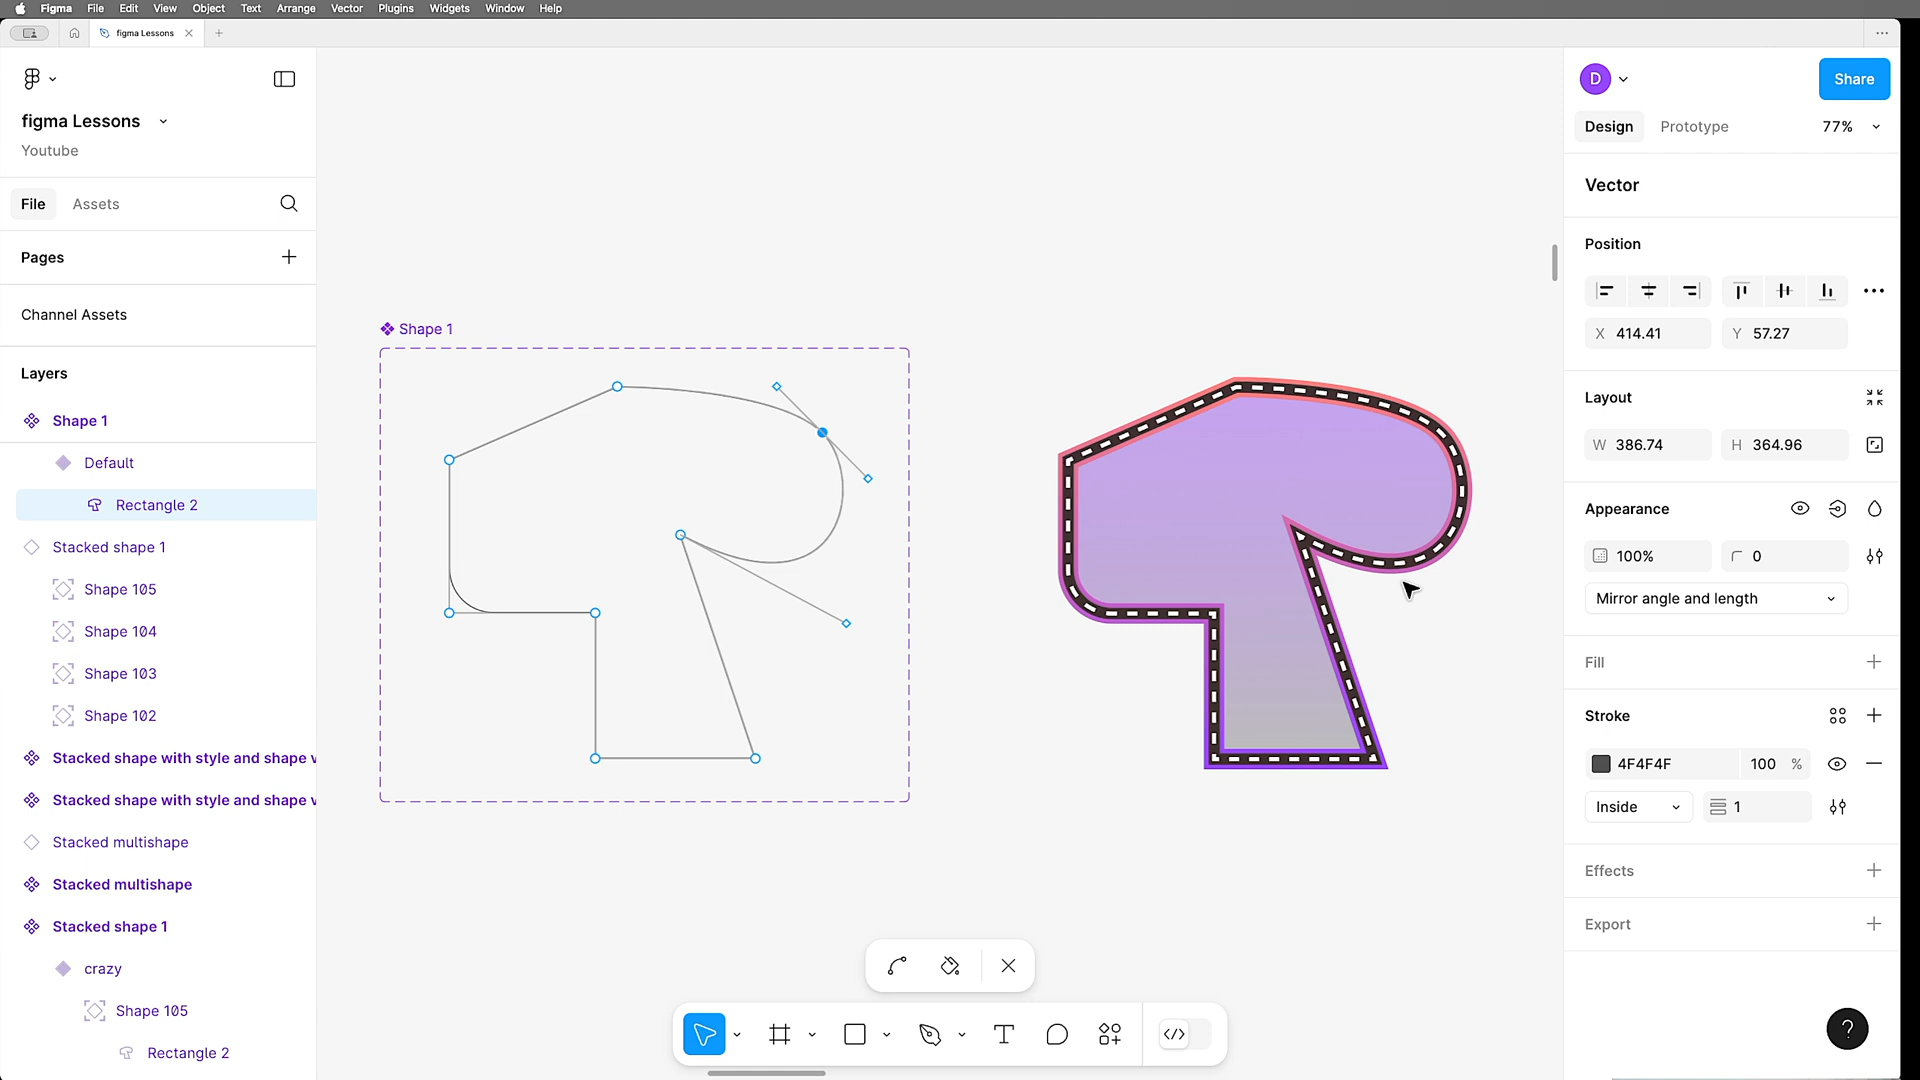 Figma File Edit View Object Text Arrange Vector Plugins Widgets Window Help
figma Lessons
figma Lessons
Youtube
File Assets
Pages
Channel Assets
Layers
Shape 1
Default
Rectangle 2
Stacked shape 1
Shape 105
Shape 104
Shape 103
Shape 102
Stacked shape with style and shape v
Stacked shape with style and shape v
Stacked multishape
Stacked multishape
Stacked shape 1
crazy
Shape 105
Rectangle 2
Shape 1
D
Share
Design Prototype 77%
Vector
Position
X 414.41 Y 57.27
Layout
W 386.74 H 364.96
Appearance
100% 0
Mirror angle and length
Fill
Stroke
4F4F4F 100 %
Inside 1
Effects
Export
?